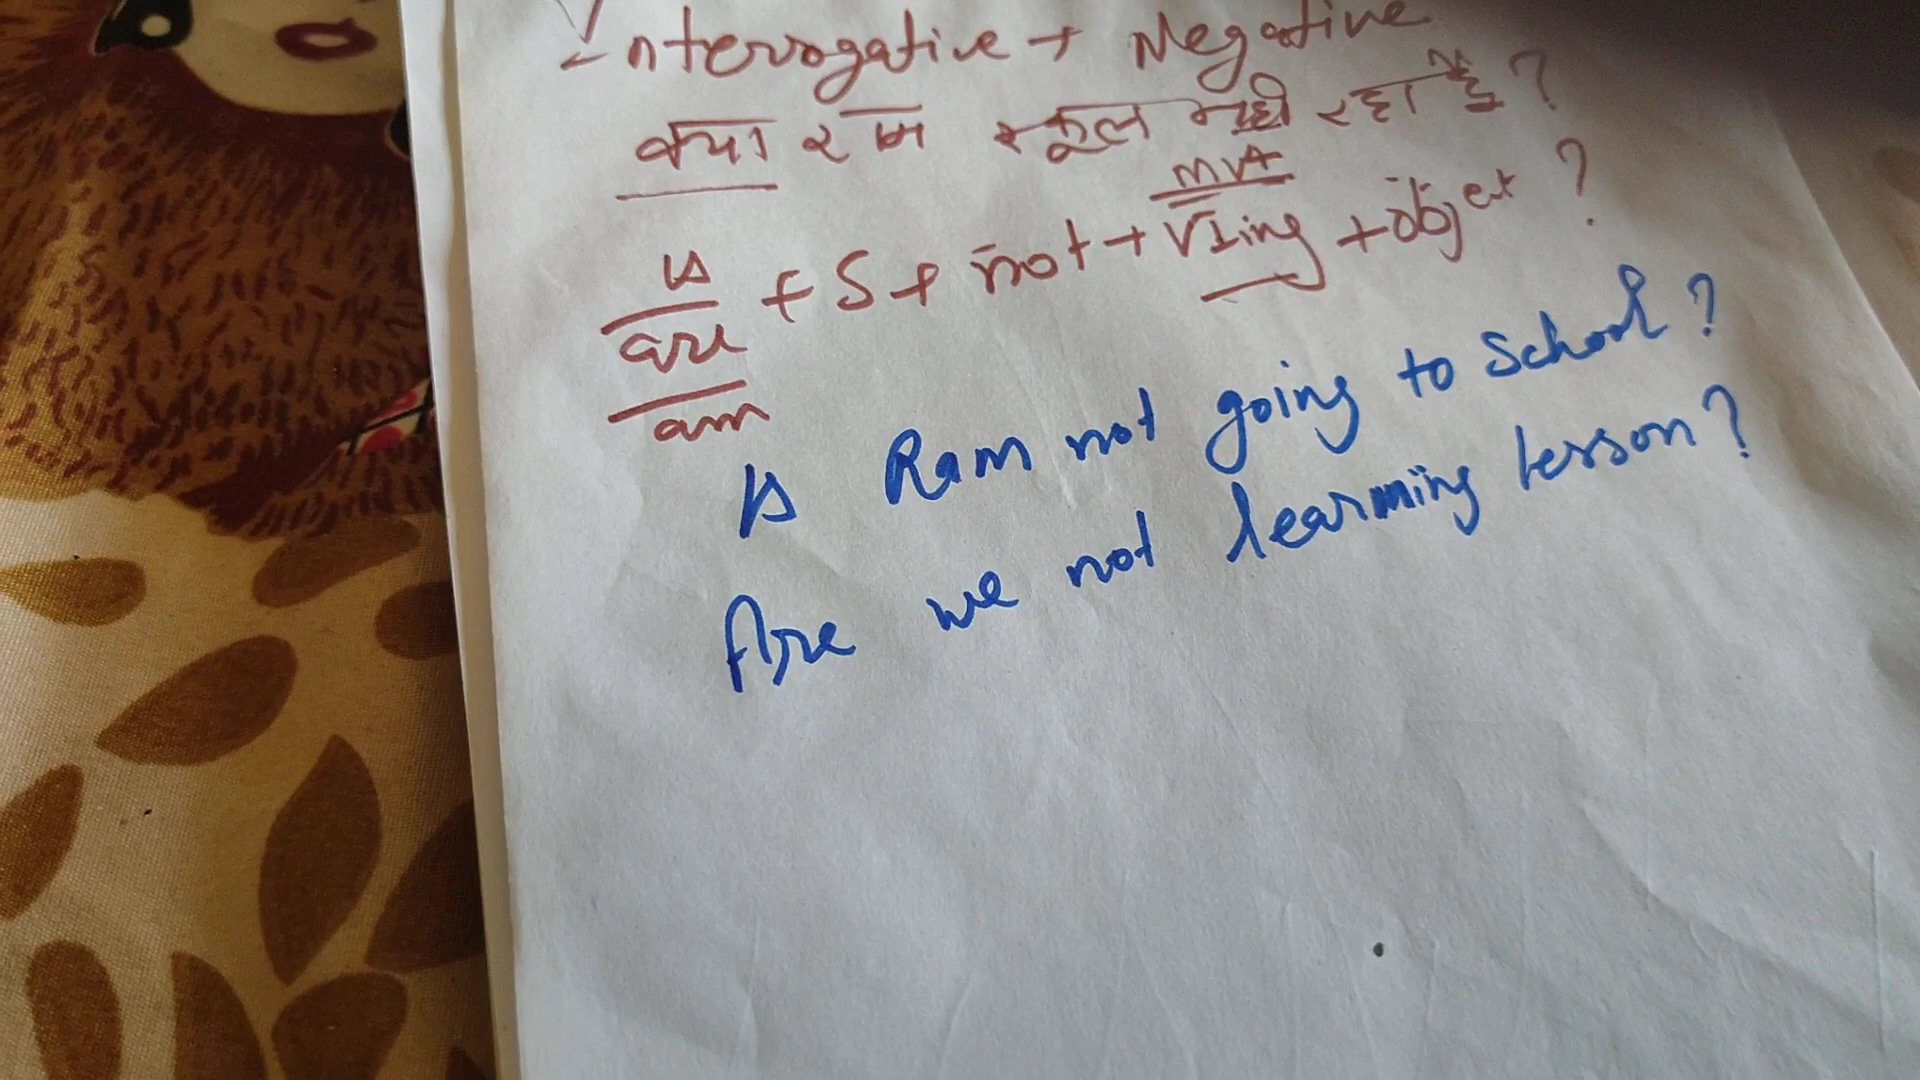 Interrogative + Negative
क्या राम स्कूल नही रहा है ?
MVA
is + S + not + VIing + object ?
are
am
Is Ram not going to School ?
Are we not learning lesson ?